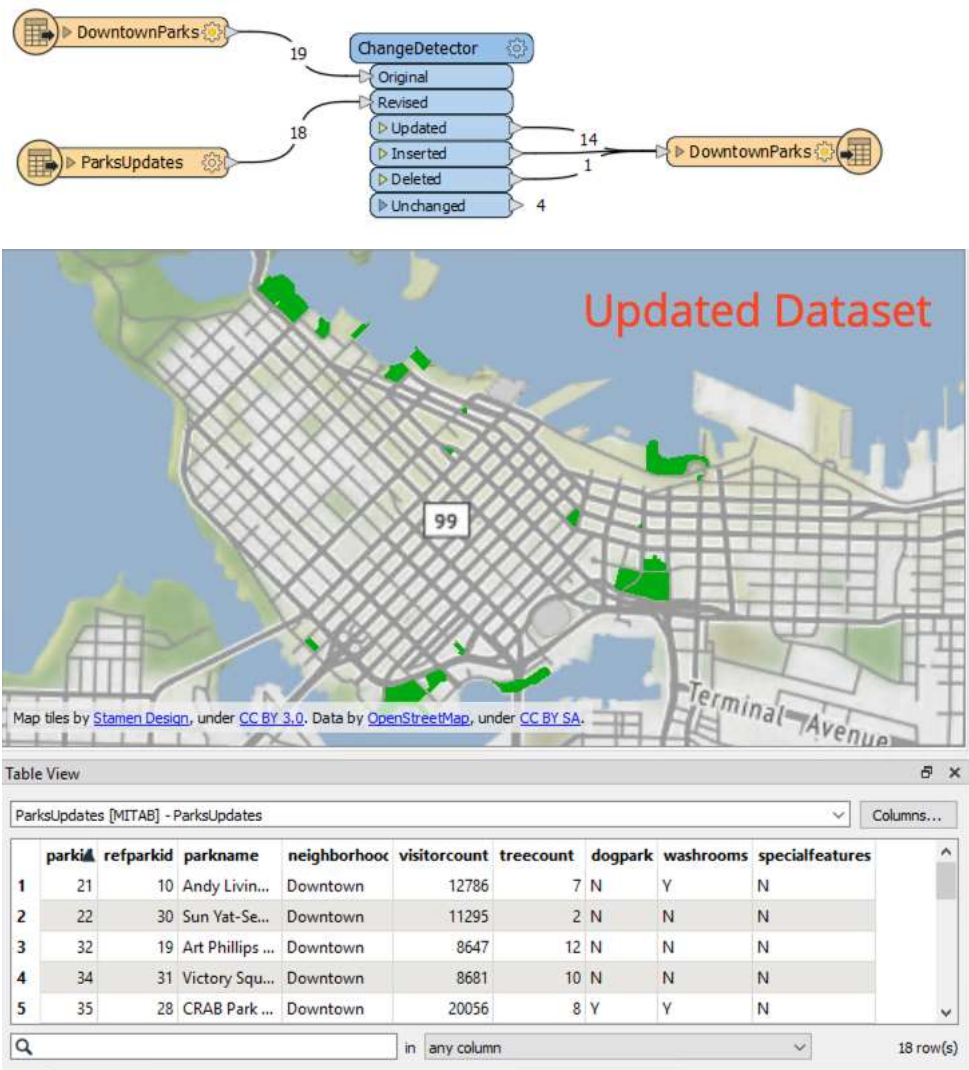 DowntownParks
19
ChangeDetector
Original
Revised
18
Updated
14
ParksUpdates
Inserted
DowntownParks
1
Deleted
Unchanged
4
Updated Dataset
99
Terminal Avenue
Map tiles by Stamen Design, under CC BY 3.0. Data by OpenStreetMap, under CC BY SA.
Table View
ParksUpdates [MITAB] - ParksUpdates
Columns...
parkid refparkid parkname neighborhooc visitorcount treecount dogpark washrooms specialfeatures
1 21 10 Andy Livin... Downtown 12786 7 N Y N
2 22 30 Sun Yat-Se... Downtown 11295 2 N N N
3 32 19 Art Phillips ... Downtown 8647 12 N N N
4 34 31 Victory Squ... Downtown 8681 10 N N N
5 35 28 CRAB Park ... Downtown 20056 8 Y Y N
in any column
18 row(s)